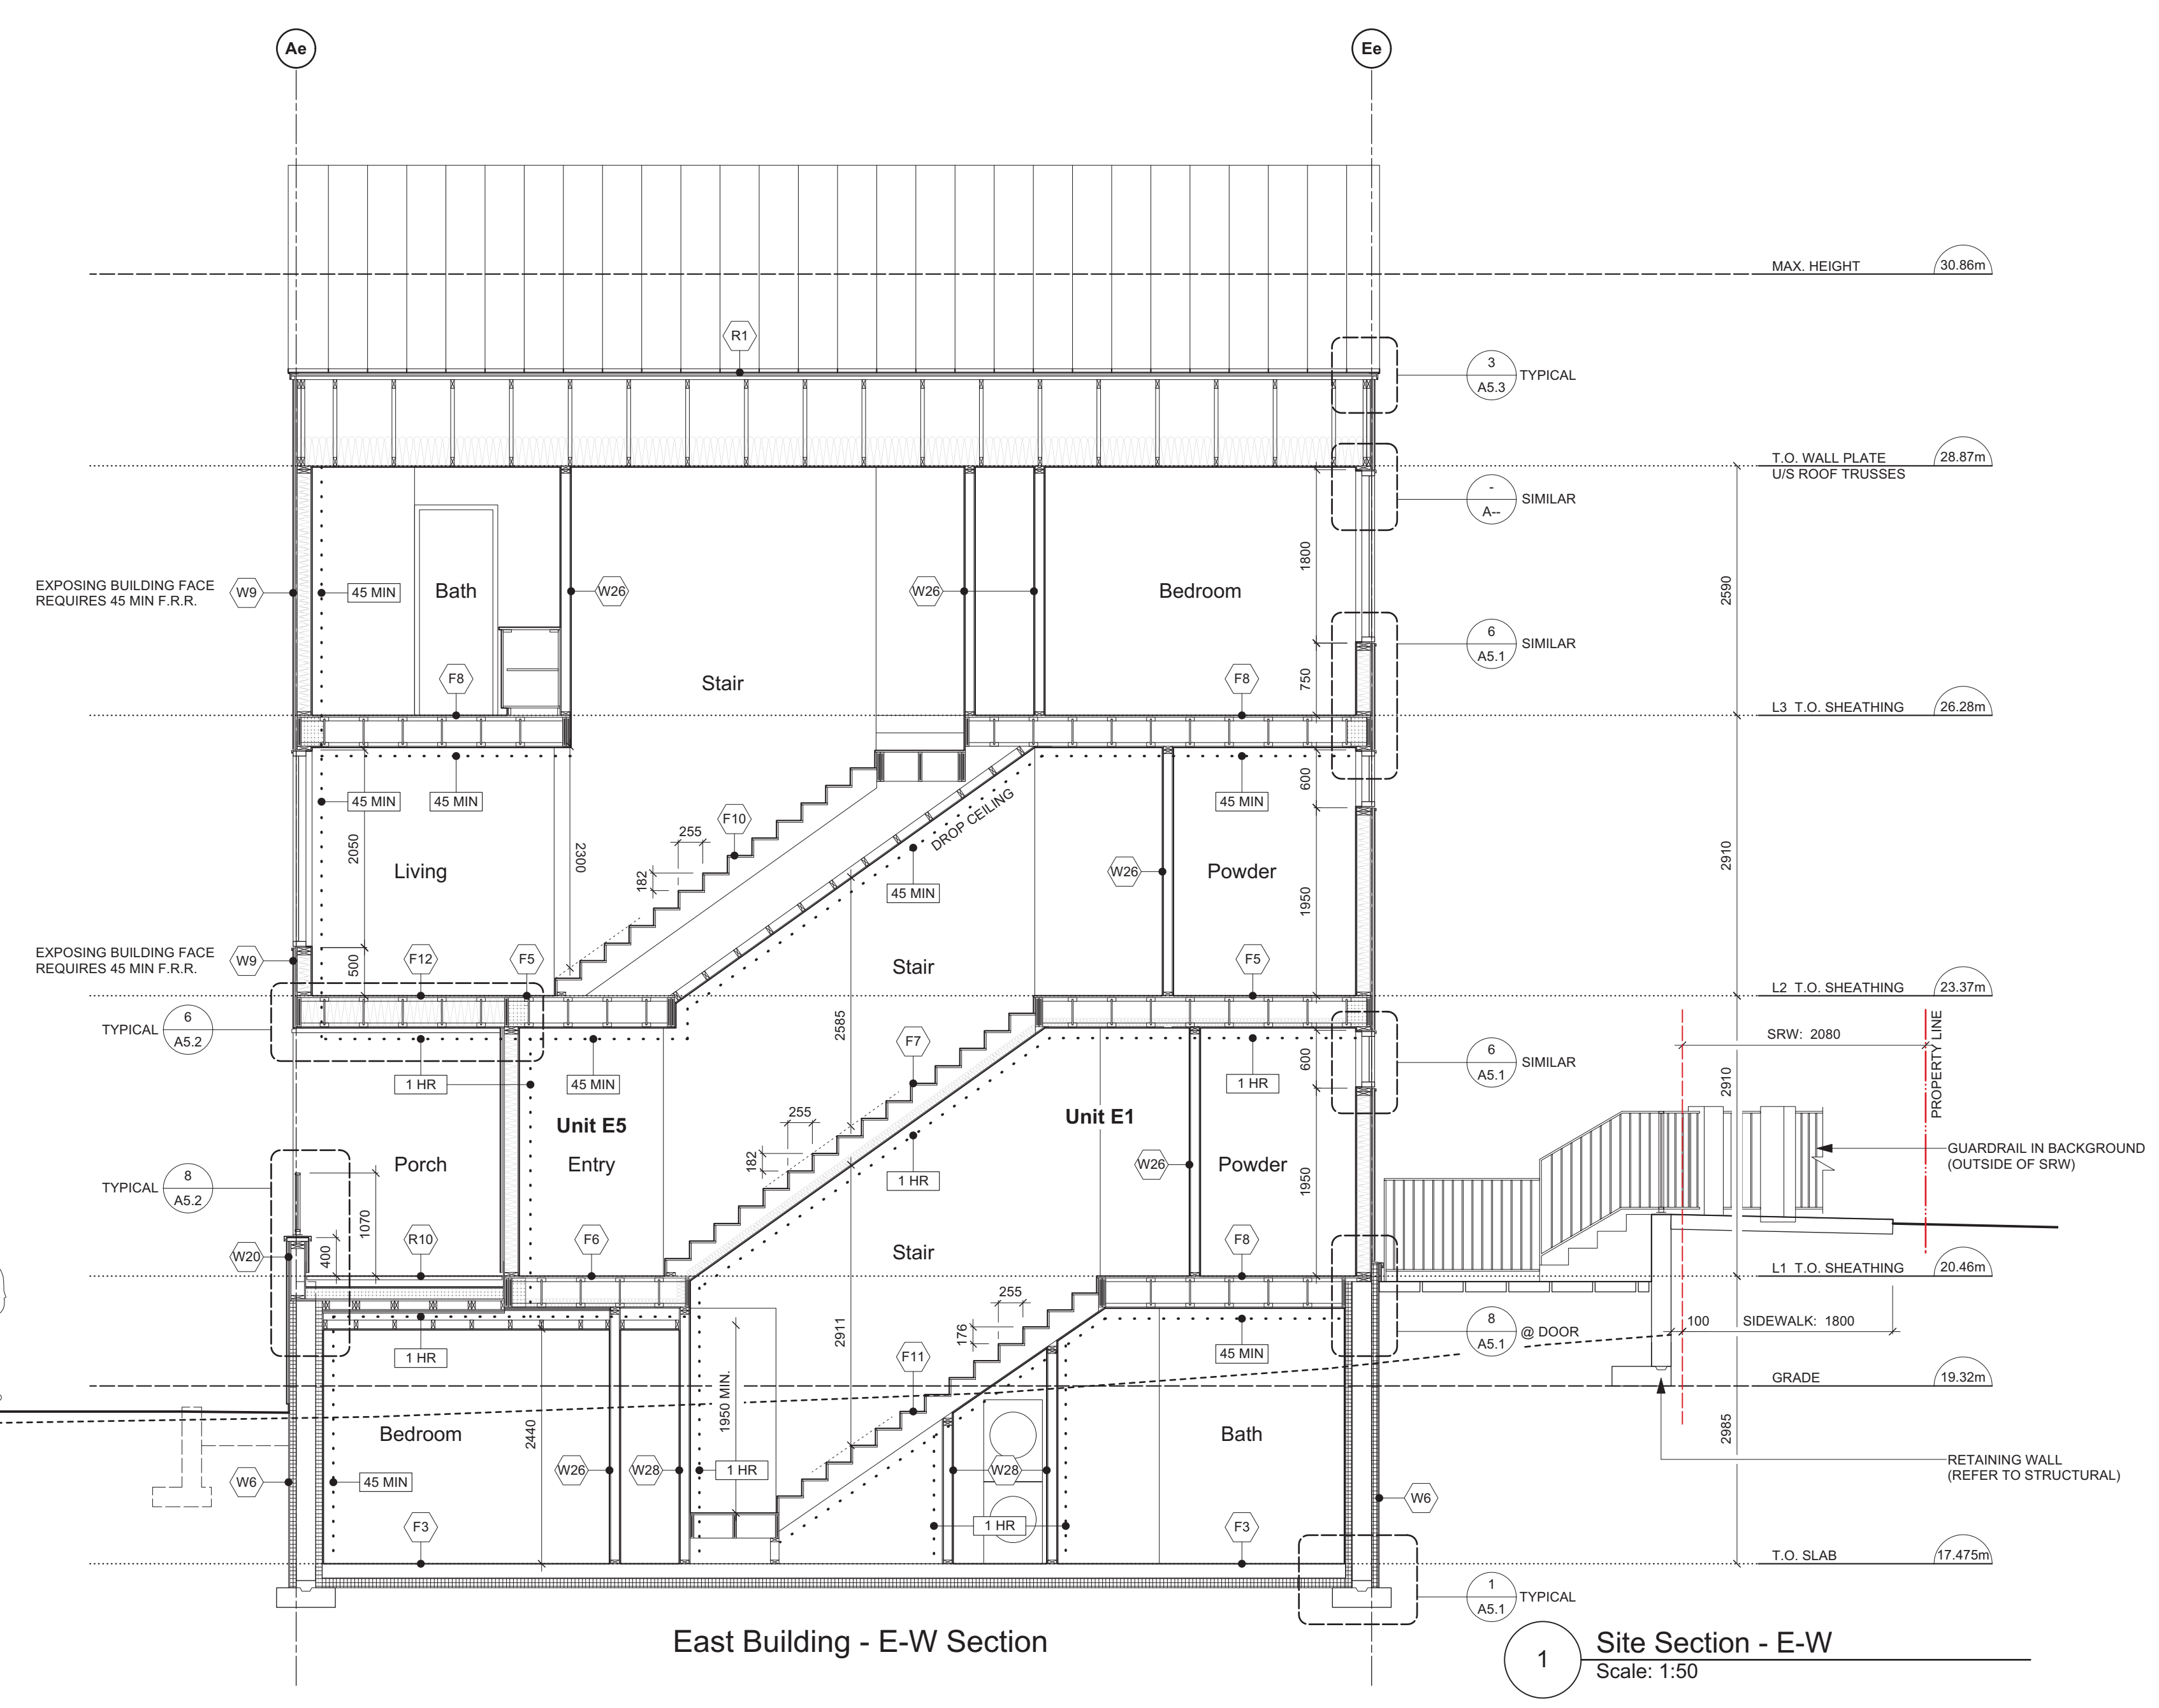 Ae
Ee
MAX. HEIGHT
30.86m
R1
3
A5.3
TYPICAL
T.O. WALL PLATE
U/S ROOF TRUSSES
28.87m
-
A--
SIMILAR
1800
2590
EXPOSING BUILDING FACE
REQUIRES 45 MIN F.R.R.
W9
45 MIN
Bath
W26
W26
Bedroom
6
A5.1
SIMILAR
F8
Stair
F8
750
L3 T.O. SHEATHING
26.28m
45 MIN
45 MIN
45 MIN
600
DROP CEILING
F10
255
182
2050
2300
Living
45 MIN
W26
Powder
1950
2910
EXPOSING BUILDING FACE
REQUIRES 45 MIN F.R.R.
W9
500
F12
F5
Stair
F5
L2 T.O. SHEATHING
23.37m
6
A5.2
TYPICAL
2585
F7
6
A5.1
SIMILAR
SRW: 2080
PROPERTY LINE
1 HR
45 MIN
1 HR
600
2910
255
182
Unit E5
Unit E1
Entry
Porch
1 HR
W26
Powder
1950
GUARDRAIL IN BACKGROUND
(OUTSIDE OF SRW)
8
A5.2
TYPICAL
1070
400
W20
R10
F6
Stair
F8
L1 T.O. SHEATHING
20.46m
255
176
2911
100
SIDEWALK: 1800
8
A5.1
@ DOOR
1 HR
F11
45 MIN
GRADE
19.32m
1950 MIN.
2440
Bedroom
Bath
2985
RETAINING WALL
(REFER TO STRUCTURAL)
W6
45 MIN
W26
W28
1 HR
W28
W6
F3
1 HR
F3
T.O. SLAB
17.475m
1
A5.1
TYPICAL
East Building - E-W Section
1
Site Section - E-W
Scale: 1:50